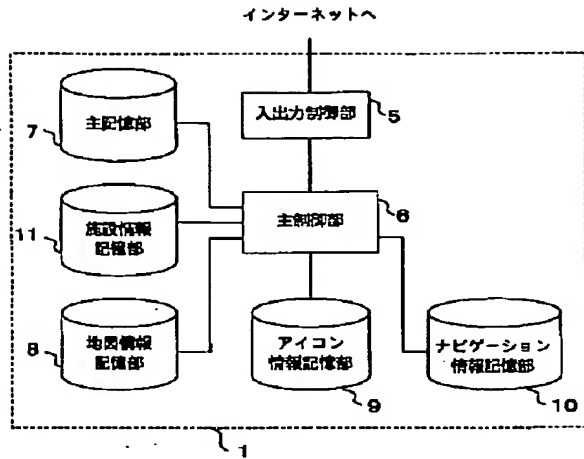 インターネットへ
入出力制御部
5
主記憶部
7
主制御部
6
施設情報
記憶部
11
地図情報
記憶部
8
アイコン
情報記憶部
9
ナビゲーション
情報記憶部
10
1